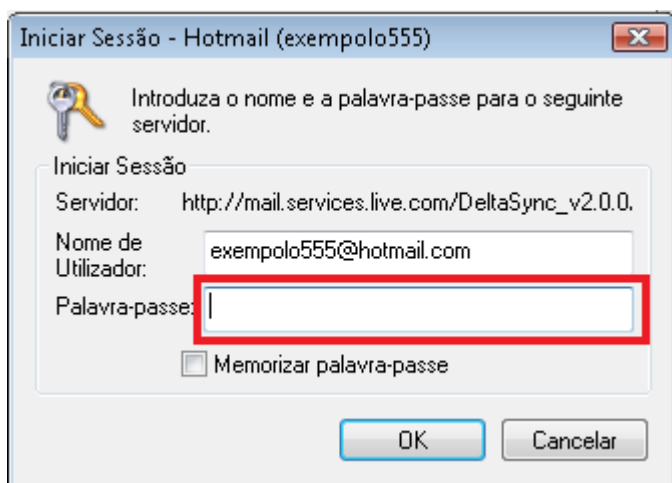 Iniciar Sessão - Hotmail (exempolo555)
Introduza o nome e a palavra-passe para o seguinte
servidor.
Iniciar Sessão
Servidor: http://mail.services.live.com/DeltaSync_v2.0.0.
Nome de
Utilizador: exempolo555@hotmail.com
Palavra-passe:
Memorizar palavra-passe
OK Cancelar